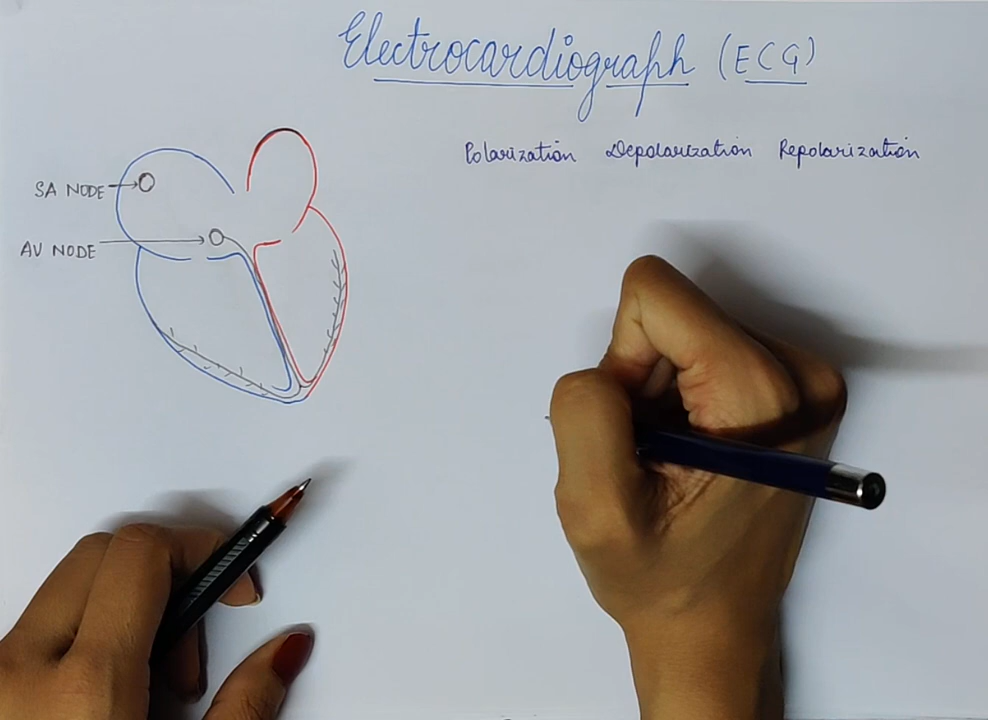 Electrocardiograph (ECG)
Polarization Depolarization Repolarization
SA NODE
AV NODE